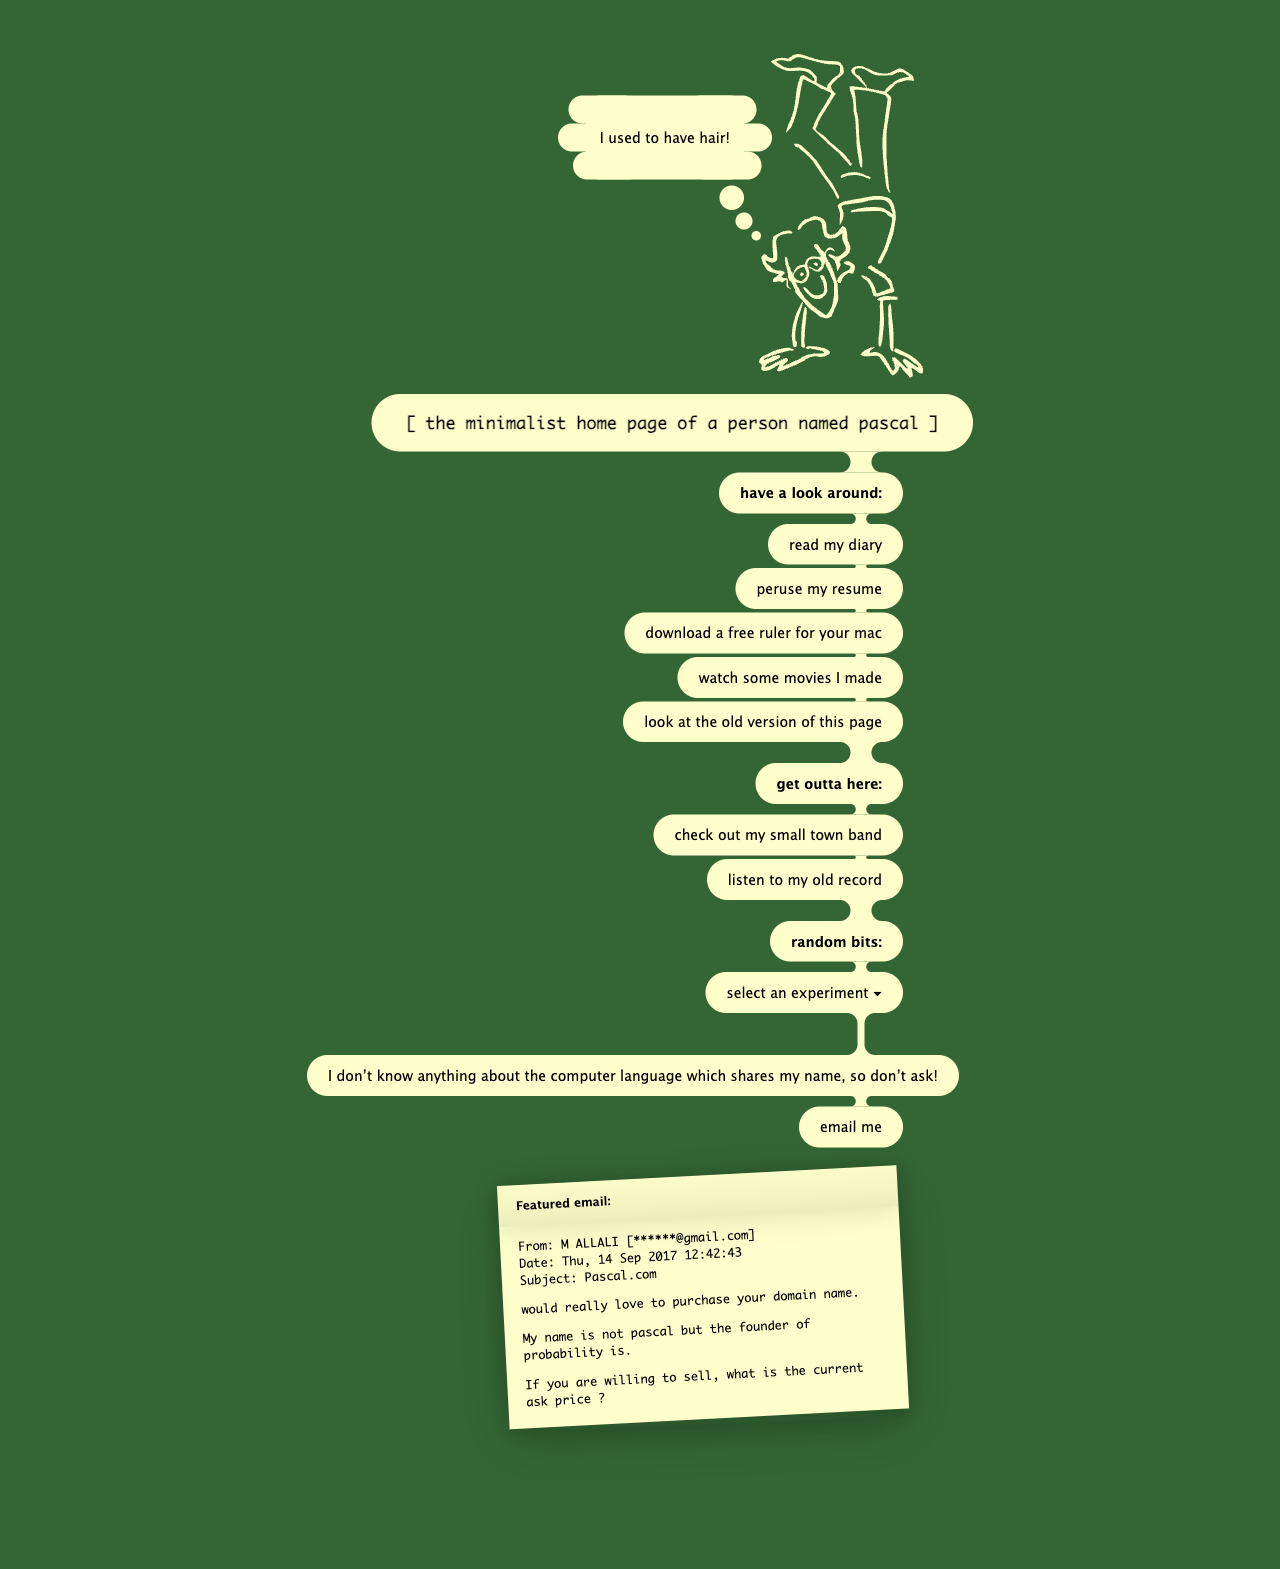 I used to have hair!
[ the minimalist home page of a person named pascal ]
have a look around:
read my diary
peruse my resume
download a free ruler for your mac
watch some movies I made
look at the old version of this page
get outta here:
check out my small town band
listen to my old record
random bits:
select an experiment
I don’t know anything about the computer language which shares my name, so don’t ask!
email me
Featured email:
From: M ALLALI [******@gmail.com]
Date: Thu, 14 Sep 2017 12:42:43
Subject: Pascal.com
would really love to purchase your domain name.
My name is not pascal but the founder of
probability is.
If you are willing to sell, what is the current
ask price ?